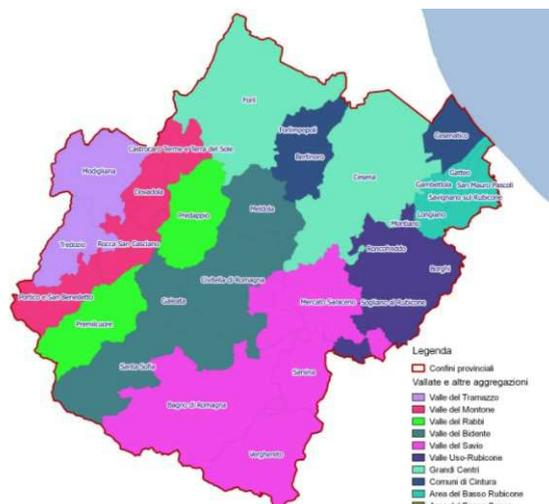 Forlì
Forlimpopoli
Cesenatico
Castrocaro Terme e Terra del Sole
Bertinoro
Modigliana
Cesena
Gatteo
Gambettola
San Mauro Pascoli
Dovadola
Savignano sul Rubicone
Predappio
Meldola
Longiano
Montiano
Tredozio
Rocca San Casciano
Roncofreddo
Borghi
Civitella di Romagna
Portico e San Benedetto
Galeata
Mercato Saraceno
Sogliano al Rubicone
Premilcuore
Santa Sofia
Sarsina
Bagno di Romagna
Verghereto
Legenda
Confini provinciali
Vallate e altre aggregazioni
Valle del Tramazzo
Valle del Montone
Valle del Rabbi
Valle del Bidente
Valle del Savio
Valle Uso-Rubicone
Grandi Centri
Comuni di Cintura
Area del Basso Rubicone